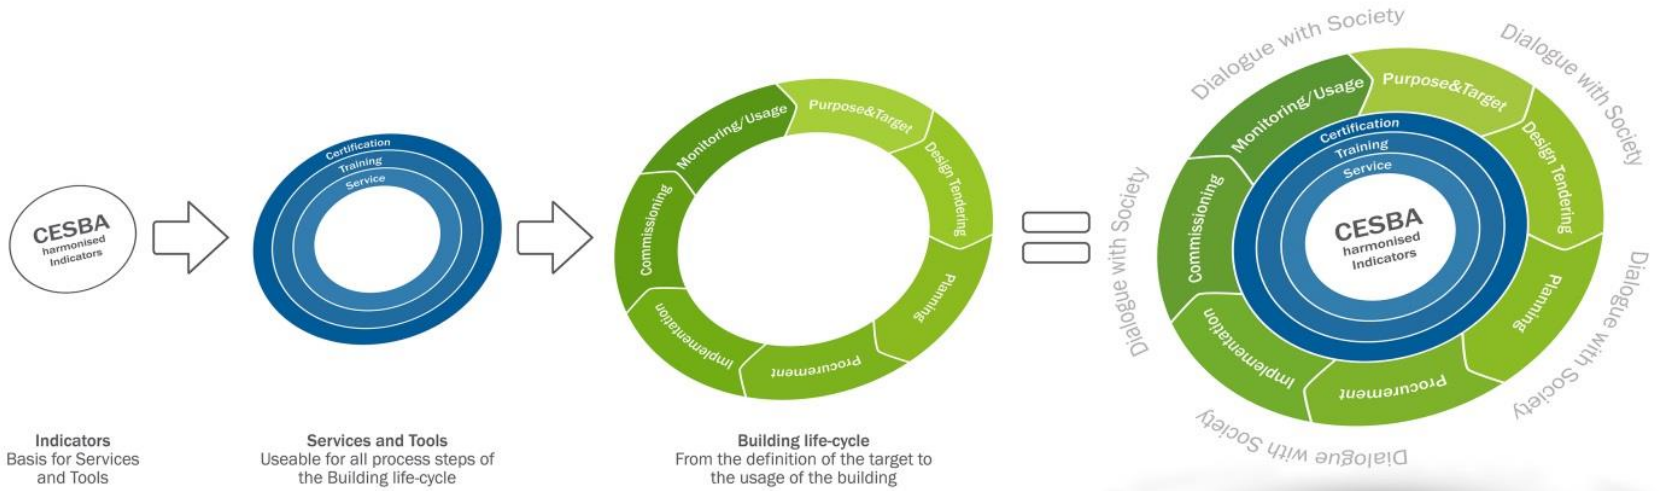 CESBA
harmonised
Indicators
Indicators
Basis for Services
and Tools
Certification
Training
Service
Services and Tools
Useable for all process steps of
the Building life-cycle
Purpose&Target
Design Tendering
Planning
Procurement
Implementation
Commissioning
Monitoring/Usage
Building life-cycle
From the definition of the target to
the usage of the building
Dialogue with Society
Dialogue with Society
Dialogue with Society
Dialogue with Society
Dialogue with Society
Purpose&Target
Design Tendering
Planning
Procurement
Implementation
Commissioning
Monitoring/Usage
Certification
Training
Service
CESBA
harmonised
Indicators